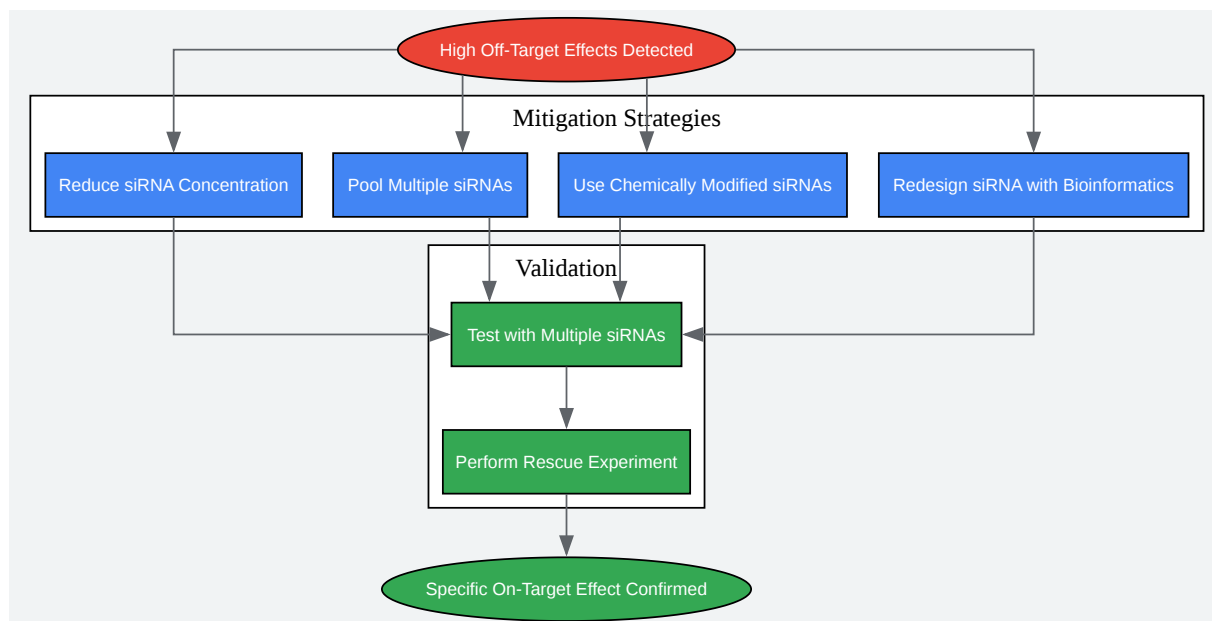 High Off-Target Effects Detected
Mitigation Strategies
Reduce siRNA Concentration
Pool Multiple siRNAs
Use Chemically Modified siRNAs
Redesign siRNA with Bioinformatics
Validation
Test with Multiple siRNAs
Perform Rescue Experiment
Specific On-Target Effect Confirmed